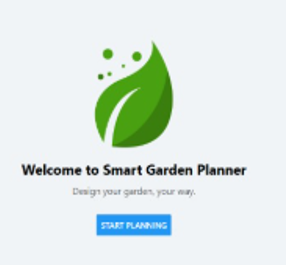 Welcome to Smart Garden Planner
Design your garden, your way.
START PLANNING